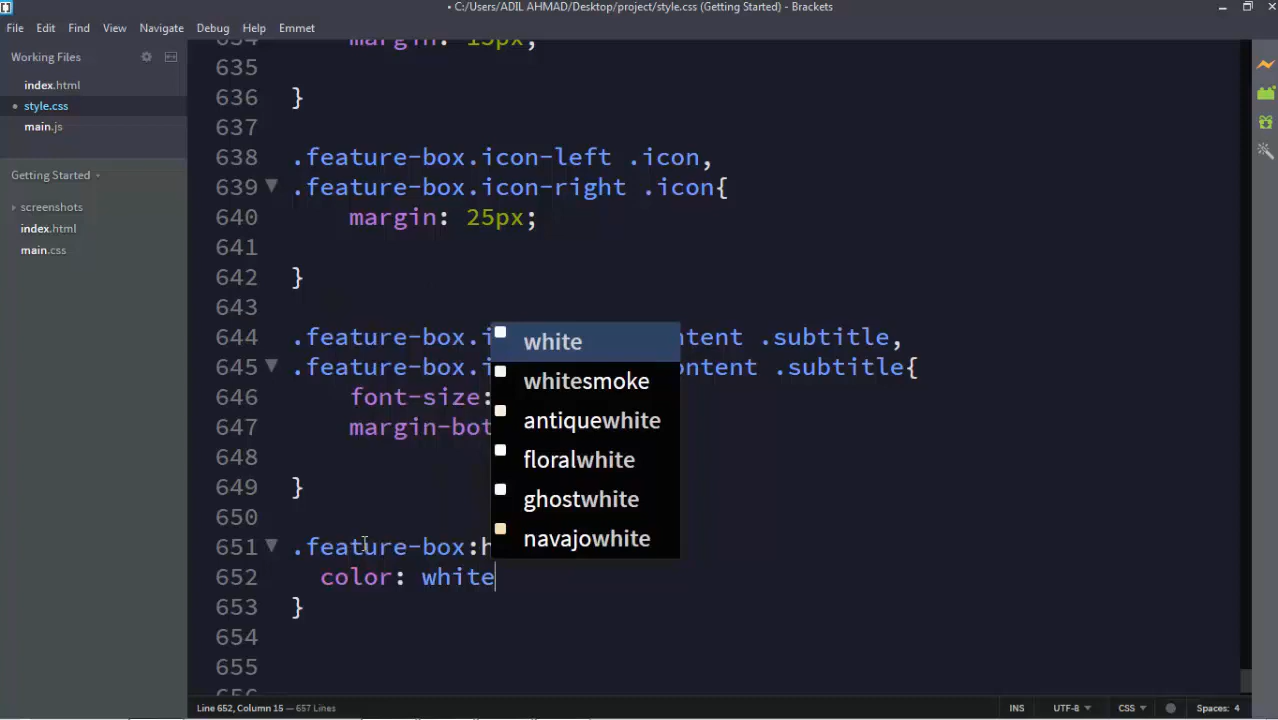 • C:/Users/ADIL AHMAD/Desktop/project/style.css (Getting Started) - Brackets
File Edit Find View Navigate Debug Help Emmet
Working Files
index.html
• style.css
main.js
Getting Started
screenshots
index.html
main.css
634 margin: 15px;
635
636 }
637
638 .feature-box.icon-left .icon,
639 .feature-box.icon-right .icon{
640 margin: 25px;
641
642 }
643
644 .feature-box.i ntent .subtitle,
645 .feature-box.i ontent .subtitle{
646 font-size:
647 margin-bot
648
649 }
650
651 .feature-box:h
652 color: white
653 }
654
655
656
white
whitesmoke
antiquewhite
floralwhite
ghostwhite
navajowhite
Line 652, Column 15 — 657 Lines
INS UTF-8 CSS Spaces: 4